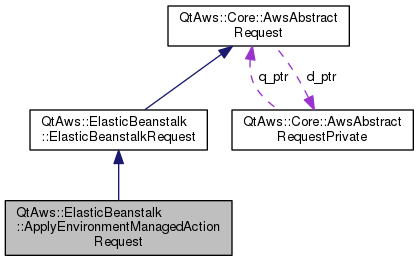 QtAws::Core::AwsAbstract
Request
q_ptr
d_ptr
QtAws::ElasticBeanstalk
::ElasticBeanstalkRequest
QtAws::Core::AwsAbstract
RequestPrivate
QtAws::ElasticBeanstalk
::ApplyEnvironmentManagedAction
Request